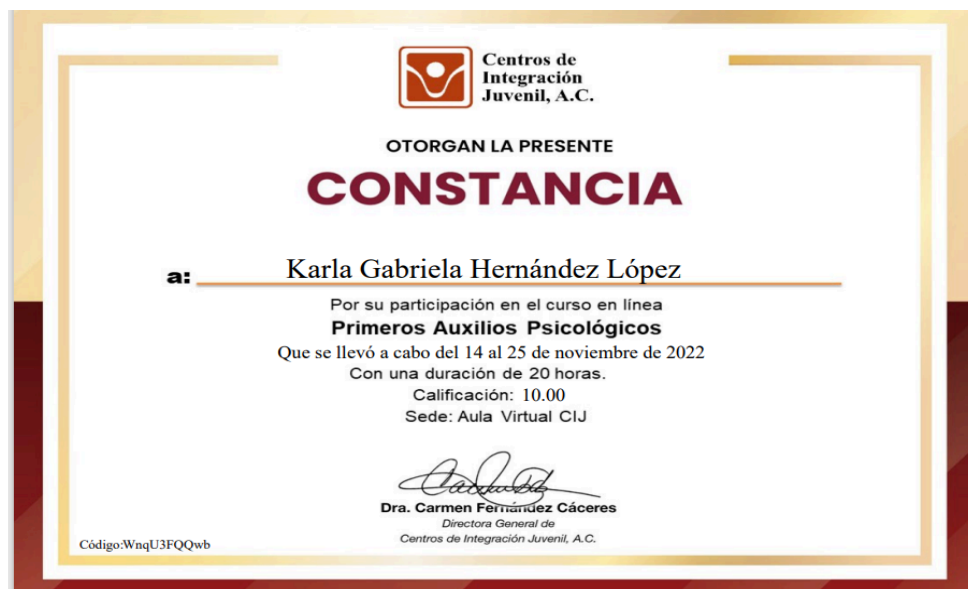 Centros de
Integración
Juvenil, A.C.
OTORGAN LA PRESENTE
CONSTANCIA
a: Karla Gabriela Hernández López
Por su participación en el curso en línea
Primeros Auxilios Psicológicos
Que se llevó a cabo del 14 al 25 de noviembre de 2022
Con una duración de 20 horas.
Calificación: 10.00
Sede: Aula Virtual CIJ
Dra. Carmen Fernández Cáceres
Directora General de
Centros de Integración Juvenil, A.C.
Código:WnqU3FQQwb